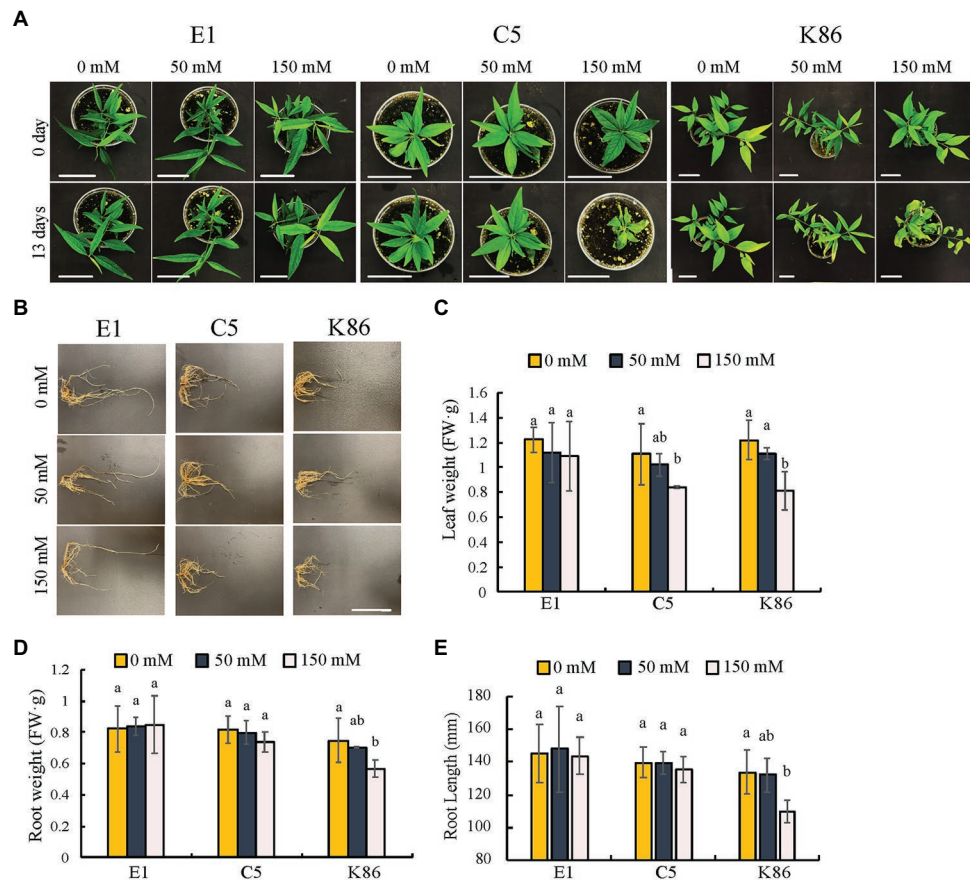 A
E1 C5 K86
0 mM 50 mM 150 mM 0 mM 50 mM 150 mM 0 mM 50 mM 150 mM
0 day
13 days
B
E1 C5 K86
0 mM
50 mM
150 mM
C
0 mM 50 mM 150 mM
Leaf weight (FW·g)
1.6
1.4
1.2
1
0.8
0.6
0.4
0.2
0
a a a a ab b a a b
E1 C5 K86
D
0 mM 50 mM 150 mM
Root weight (FW·g)
1.2
1
0.8
0.6
0.4
0.2
0
a a a a a a a ab b
E1 C5 K86
E
0 mM 50 mM 150 mM
Root Length (mm)
180
160
140
120
100
80
a a a a a a a ab b
E1 C5 K86